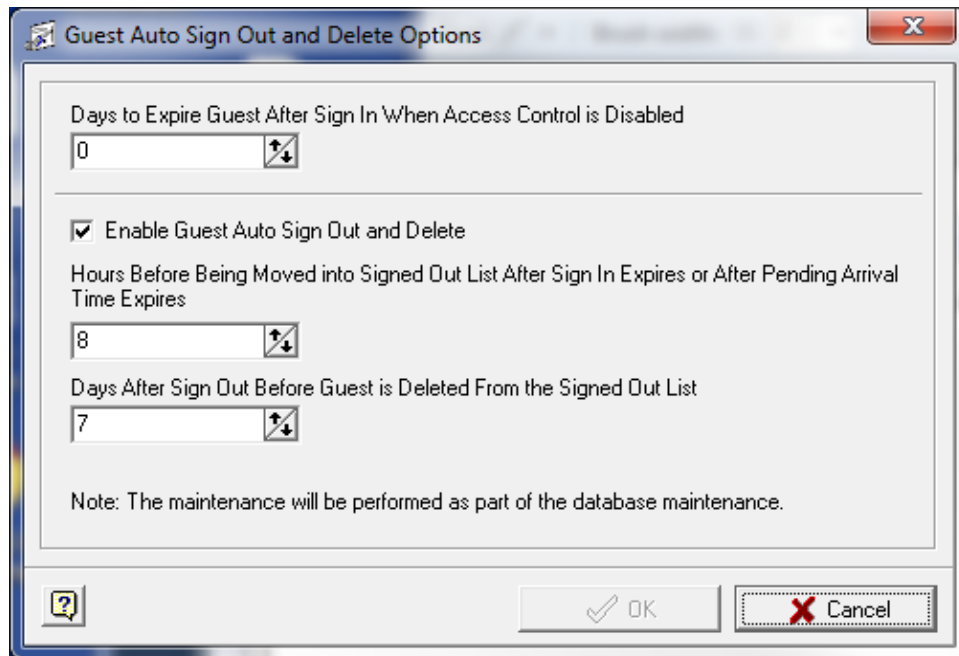 Guest Auto Sign Out and Delete Options
Days to Expire Guest After Sign In When Access Control is Disabled
0
Enable Guest Auto Sign Out and Delete
Hours Before Being Moved into Signed Out List After Sign In Expires or After Pending Arrival
Time Expires
8
Days After Sign Out Before Guest is Deleted From the Signed Out List
7
Note: The maintenance will be performed as part of the database maintenance.
? OK Cancel